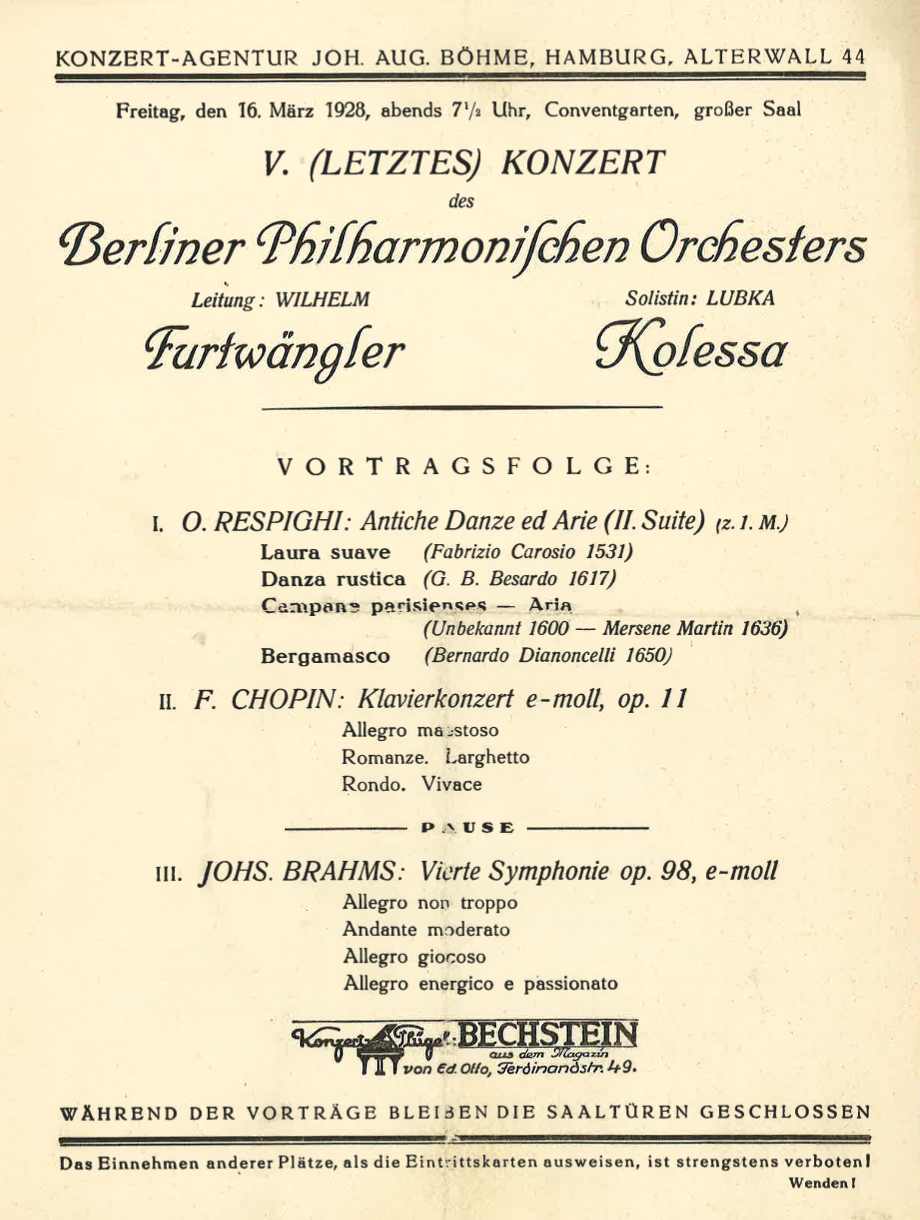 KONZERT-AGENTUR JOH. AUG. BÖHME, HAMBURG, ALTERWALL 44
Freitag, den 16. März 1928, abends 7½ Uhr, Conventgarten, großer Saal
V. (LETZTES) KONZERT
des
Berliner Philharmoniſchen Orchesters
Leitung: WILHELM Solistin: LUBKA
Furtwängler Kolessa
VORTRAGSFOLGE:
I. O. RESPIGHI: Antiche Danze ed Arie (II. Suite) (z. 1. M.)
Laura suave (Fabrizio Carosio 1531)
Danza rustica (G. B. Besardo 1617)
Campane parisienses — Aria
(Unbekannt 1600 — Mersene Martin 1636)
Bergamasco (Bernardo Dianoncelli 1650)
II. F. CHOPIN: Klavierkonzert e-moll, op. 11
Allegro maestoso
Romanze. Larghetto
Rondo. Vivace
PAUSE
III. JOHS. BRAHMS: Vierte Symphonie op. 98, e-moll
Allegro non troppo
Andante moderato
Allegro giocoso
Allegro energico e passionato
Konzert-Flügel: BECHSTEIN
aus dem Magazin
von Ed. Otto, Ferdinandstr. 49.
WÄHREND DER VORTRÄGE BLEIBEN DIE SAALTÜREN GESCHLOSSEN
Das Einnehmen anderer Plätze, als die Eintrittskarten ausweisen, ist strengstens verboten!
Wenden!